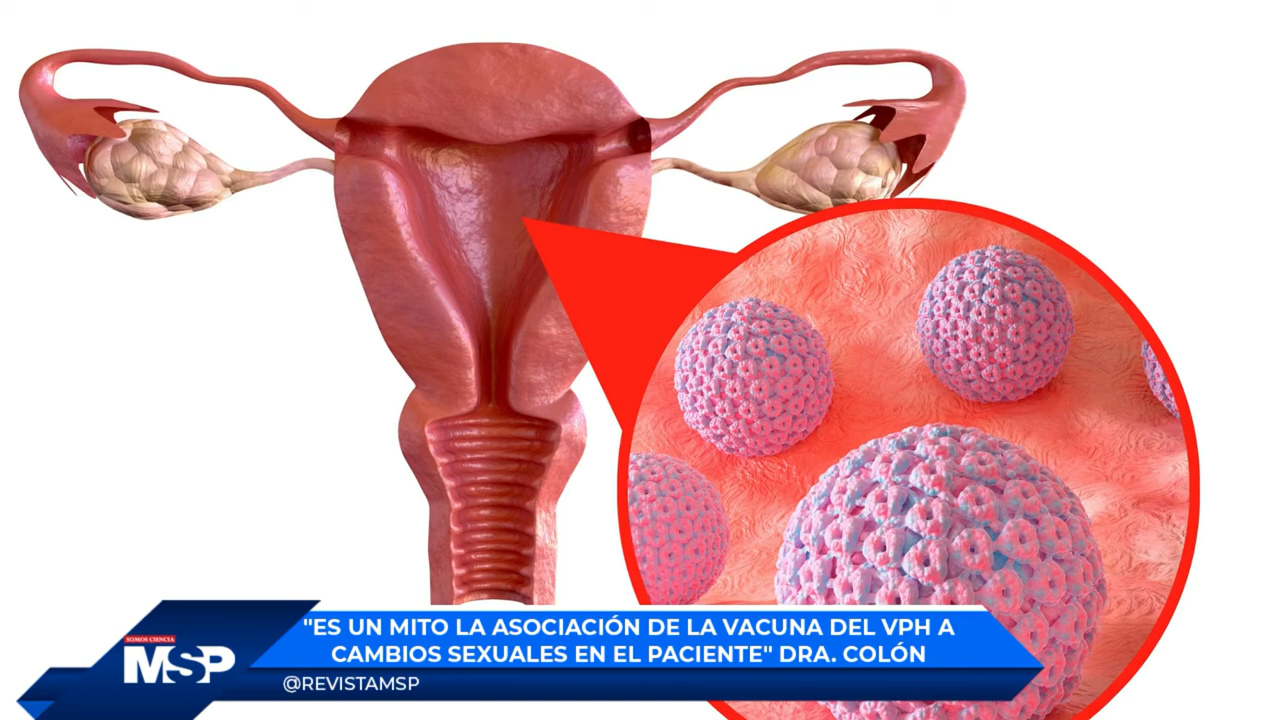 "ES UN MITO LA ASOCIACIÓN DE LA VACUNA DEL VPH A
CAMBIOS SEXUALES EN EL PACIENTE" DRA. COLÓN
SOMOS CIENCIA
MSP
@REVISTAMSP